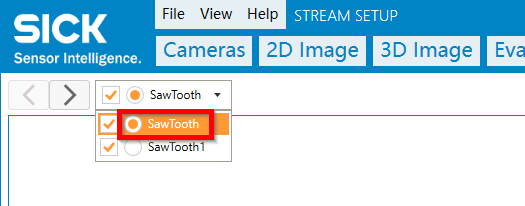 SICK
Sensor Intelligence.
File View Help STREAM SETUP
Cameras 2D Image 3D Image Eva
SawTooth
SawTooth
SawTooth1